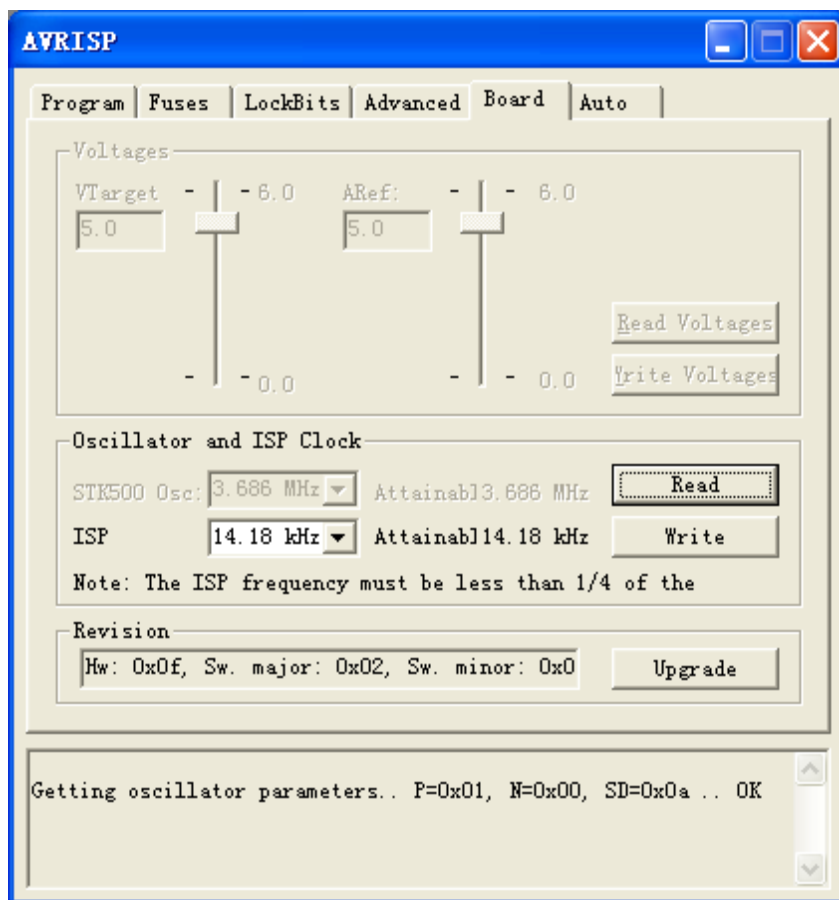 AVRISP
Program Fuses LockBits Advanced Board Auto
Voltages
VTarget - - 6.0 ARef: - - 6.0
5.0 5.0
Read Voltages
- - 0.0 - - 0.0 Write Voltages
Oscillator and ISP Clock
STK500 Osc: 3.686 MHz Attainabl3.686 MHz Read
ISP 14.18 kHz Attainabl14.18 kHz Write
Note: The ISP frequency must be less than 1/4 of the
Revision
Hw: 0x0f, Sw. major: 0x02, Sw. minor: 0x0 Upgrade
Getting oscillator parameters.. P=0x01, N=0x00, SD=0x0a .. OK